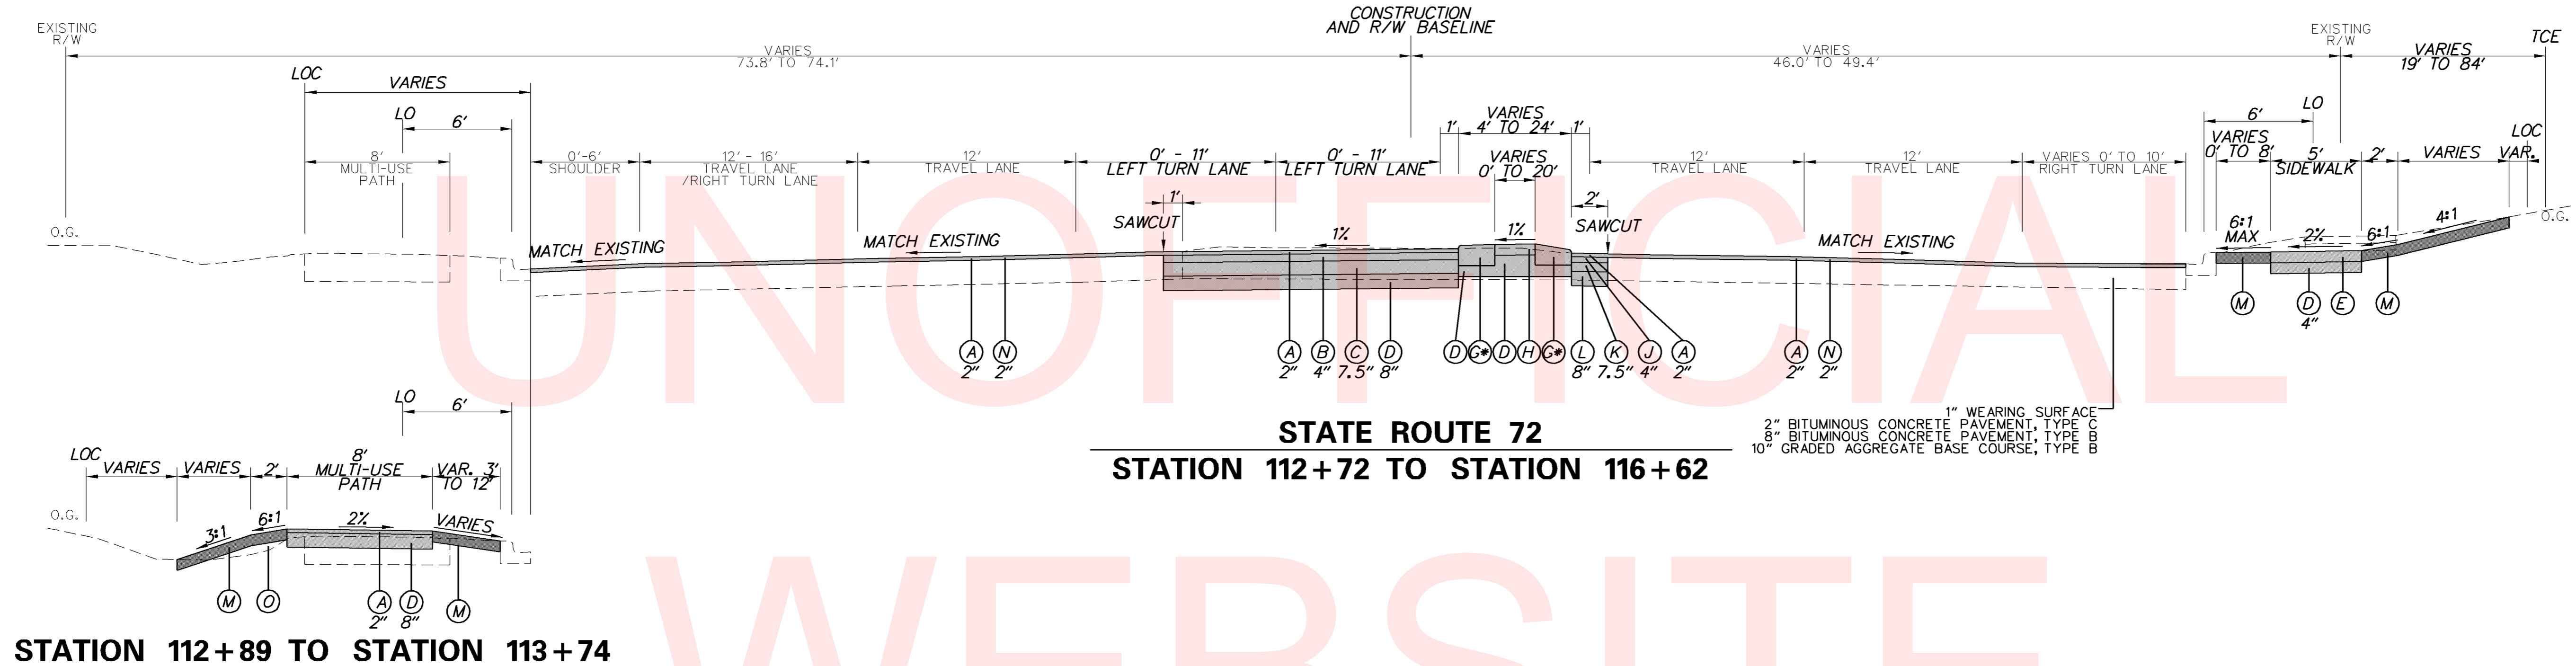 CONSTRUCTION
AND R/W BASELINE
EXISTING
R/W
EXISTING
R/W
TCE
VARIES
73.8' TO 74.1'
VARIES
46.0' TO 49.4'
VARIES
19' TO 84'
LOC
VARIES
LO
6'
VARIES
1' 4' TO 24' 1'
6'
LO
LOC
8'
MULTI-USE
PATH
0'-6'
SHOULDER
12' - 16'
TRAVEL LANE
/RIGHT TURN LANE
12'
TRAVEL LANE
0' - 11'
LEFT TURN LANE
0' - 11'
LEFT TURN LANE
VARIES
0' TO 20'
12'
TRAVEL LANE
12'
TRAVEL LANE
VARIES 0' TO 10'
RIGHT TURN LANE
VARIES
0' TO 8'
5'
SIDEWALK
2'
VARIES
VAR.
1'
2'
SAWCUT
SAWCUT
O.G.
O.G.
MATCH EXISTING
MATCH EXISTING
1%
1%
MATCH EXISTING
6:1
MAX
2%
6:1
4:1
A N
2" 2"
A B C D
2" 4" 7.5" 8"
D G* D H G* L K J A
8" 7.5" 4" 2"
A N
2" 2"
M D E M
4"
1" WEARING SURFACE
2" BITUMINOUS CONCRETE PAVEMENT, TYPE C
8" BITUMINOUS CONCRETE PAVEMENT, TYPE B
10" GRADED AGGREGATE BASE COURSE, TYPE B
STATE ROUTE 72
STATION 112+72 TO STATION 116+62
LO
6'
LOC
VARIES
VARIES
2'
8'
MULTI-USE
PATH
VAR. 3'
TO 12'
O.G.
3:1
6:1
2%
VARIES
M O A D M
2" 8"
STATION 112+89 TO STATION 113+74
UNOFFICIAL
WEBSITE